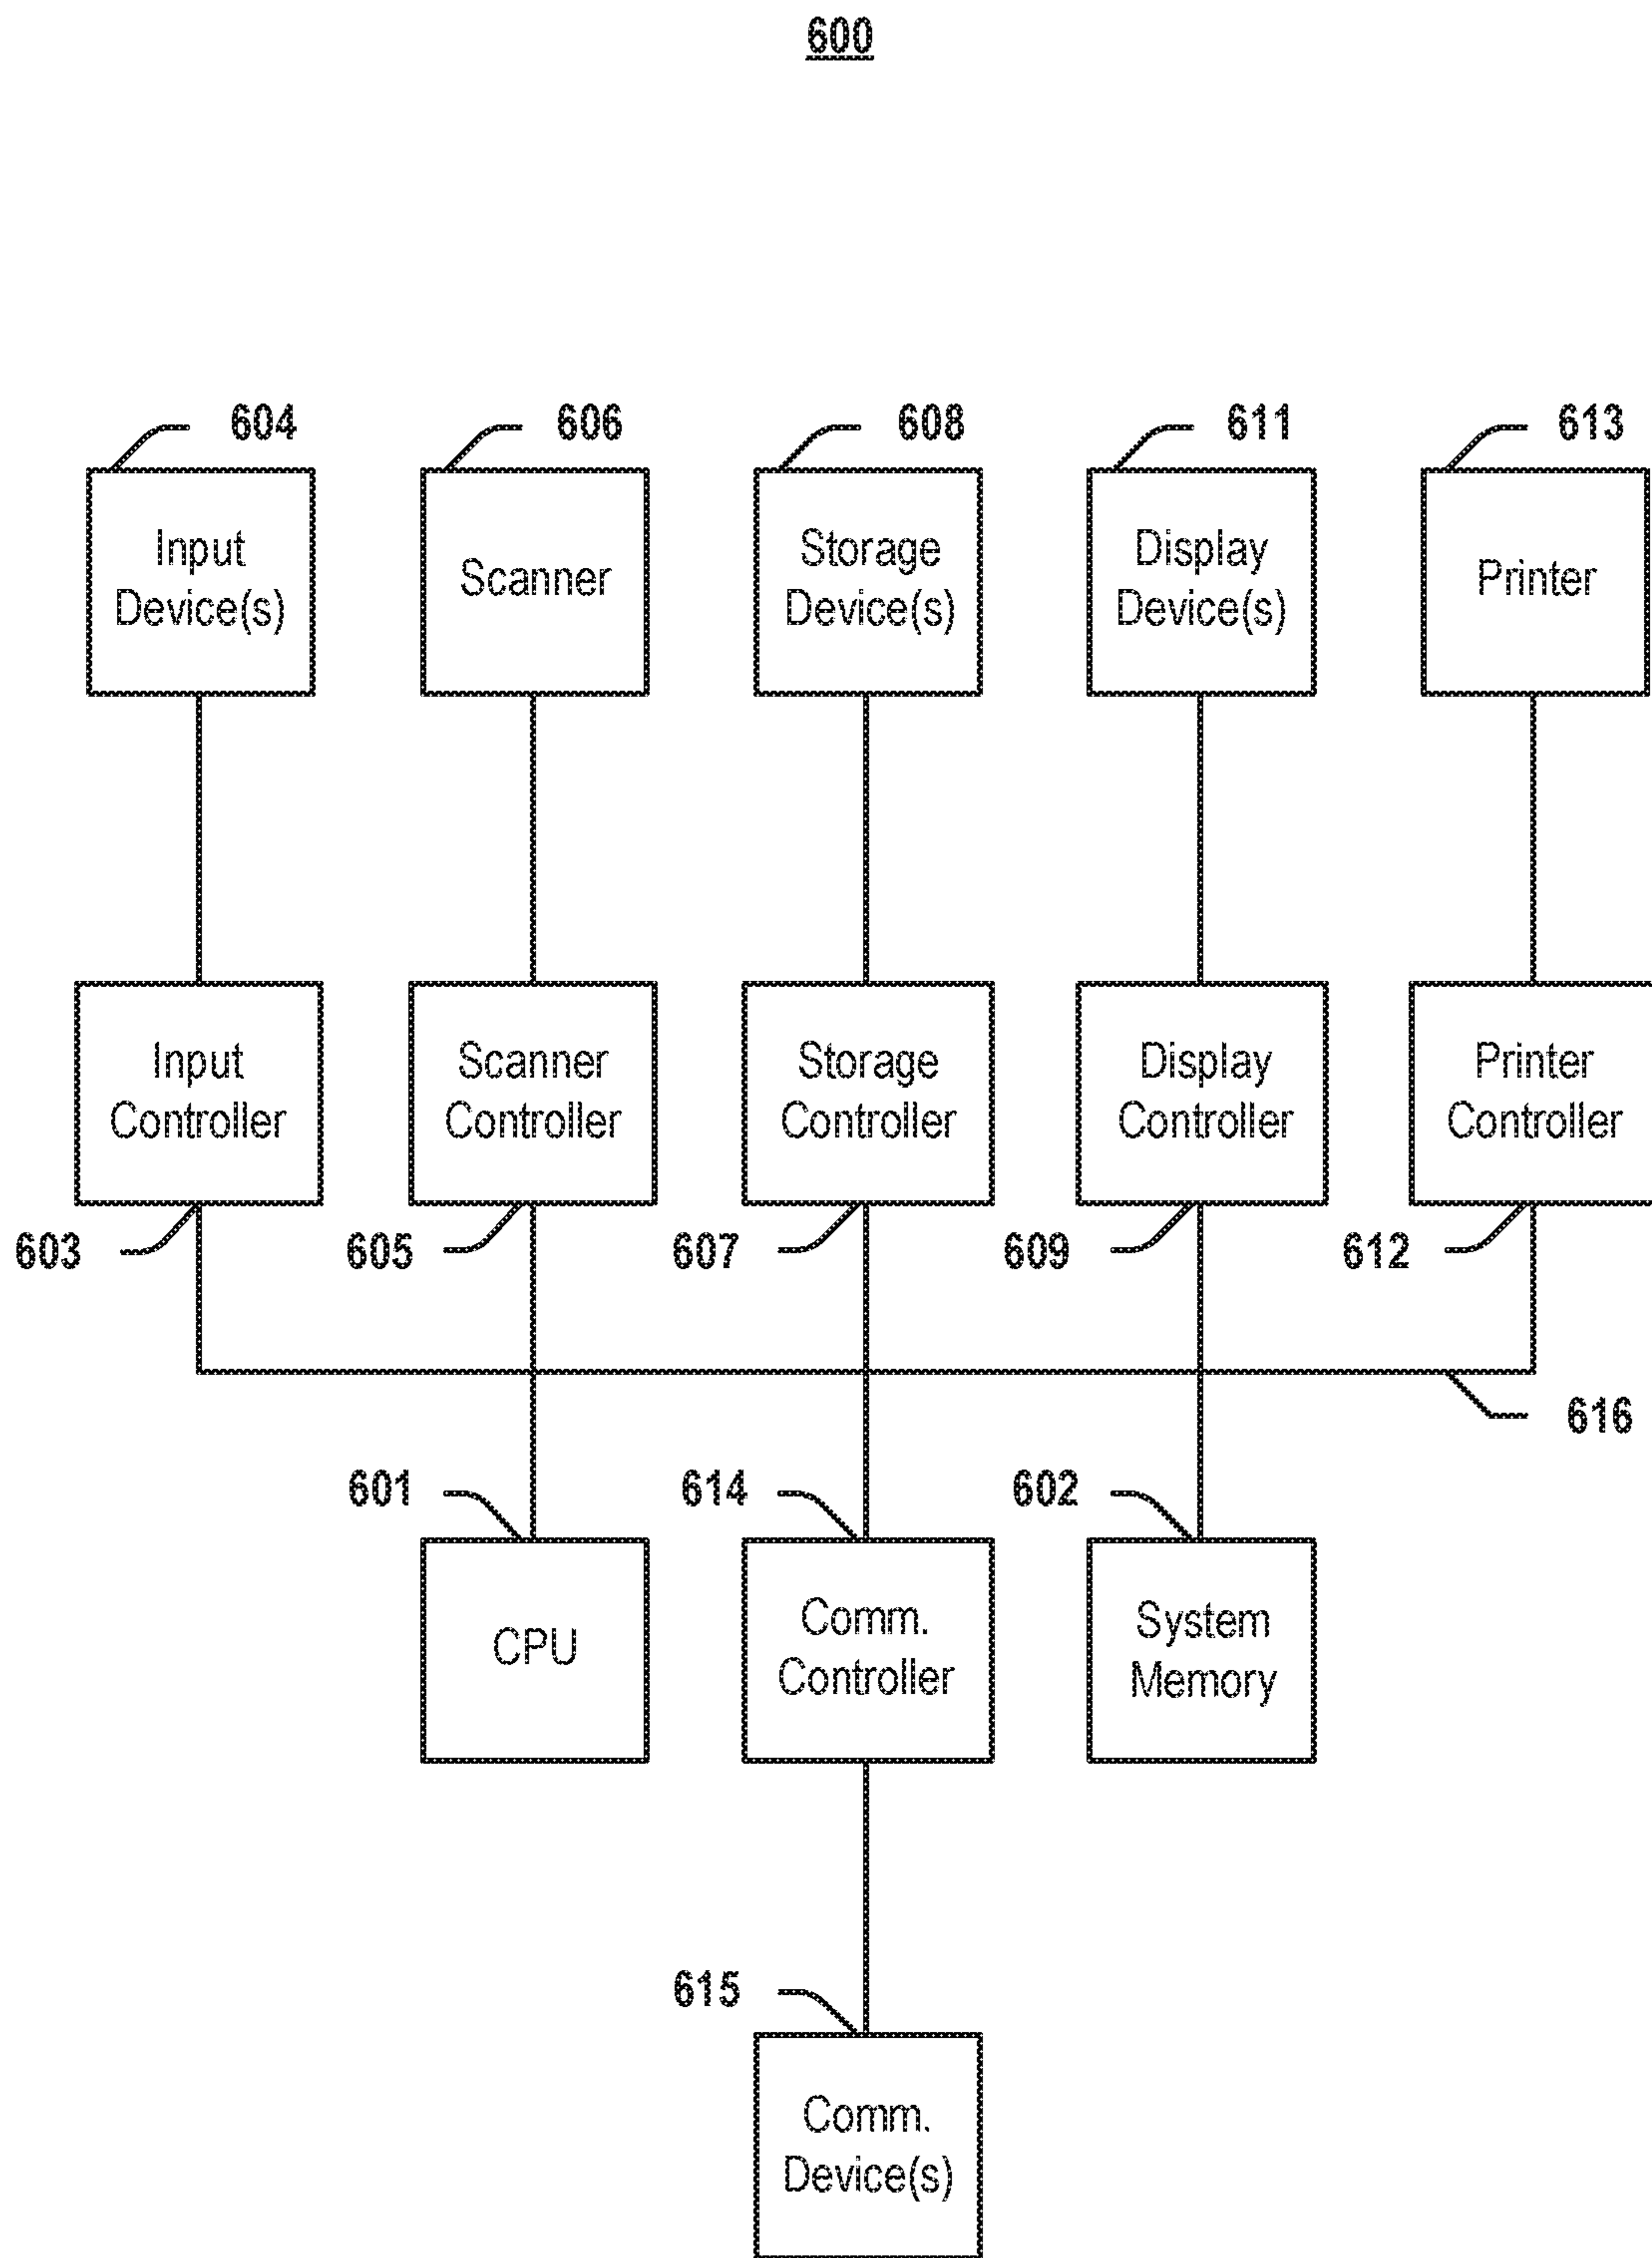 600
604
606
608
611
613
Input
Device(s)
Scanner
Storage
Device(s)
Display
Device(s)
Printer
Input
Controller
Scanner
Controller
Storage
Controller
Display
Controller
Printer
Controller
603
605
607
609
612
616
601
614
602
CPU
Comm.
Controller
System
Memory
615
Comm.
Device(s)